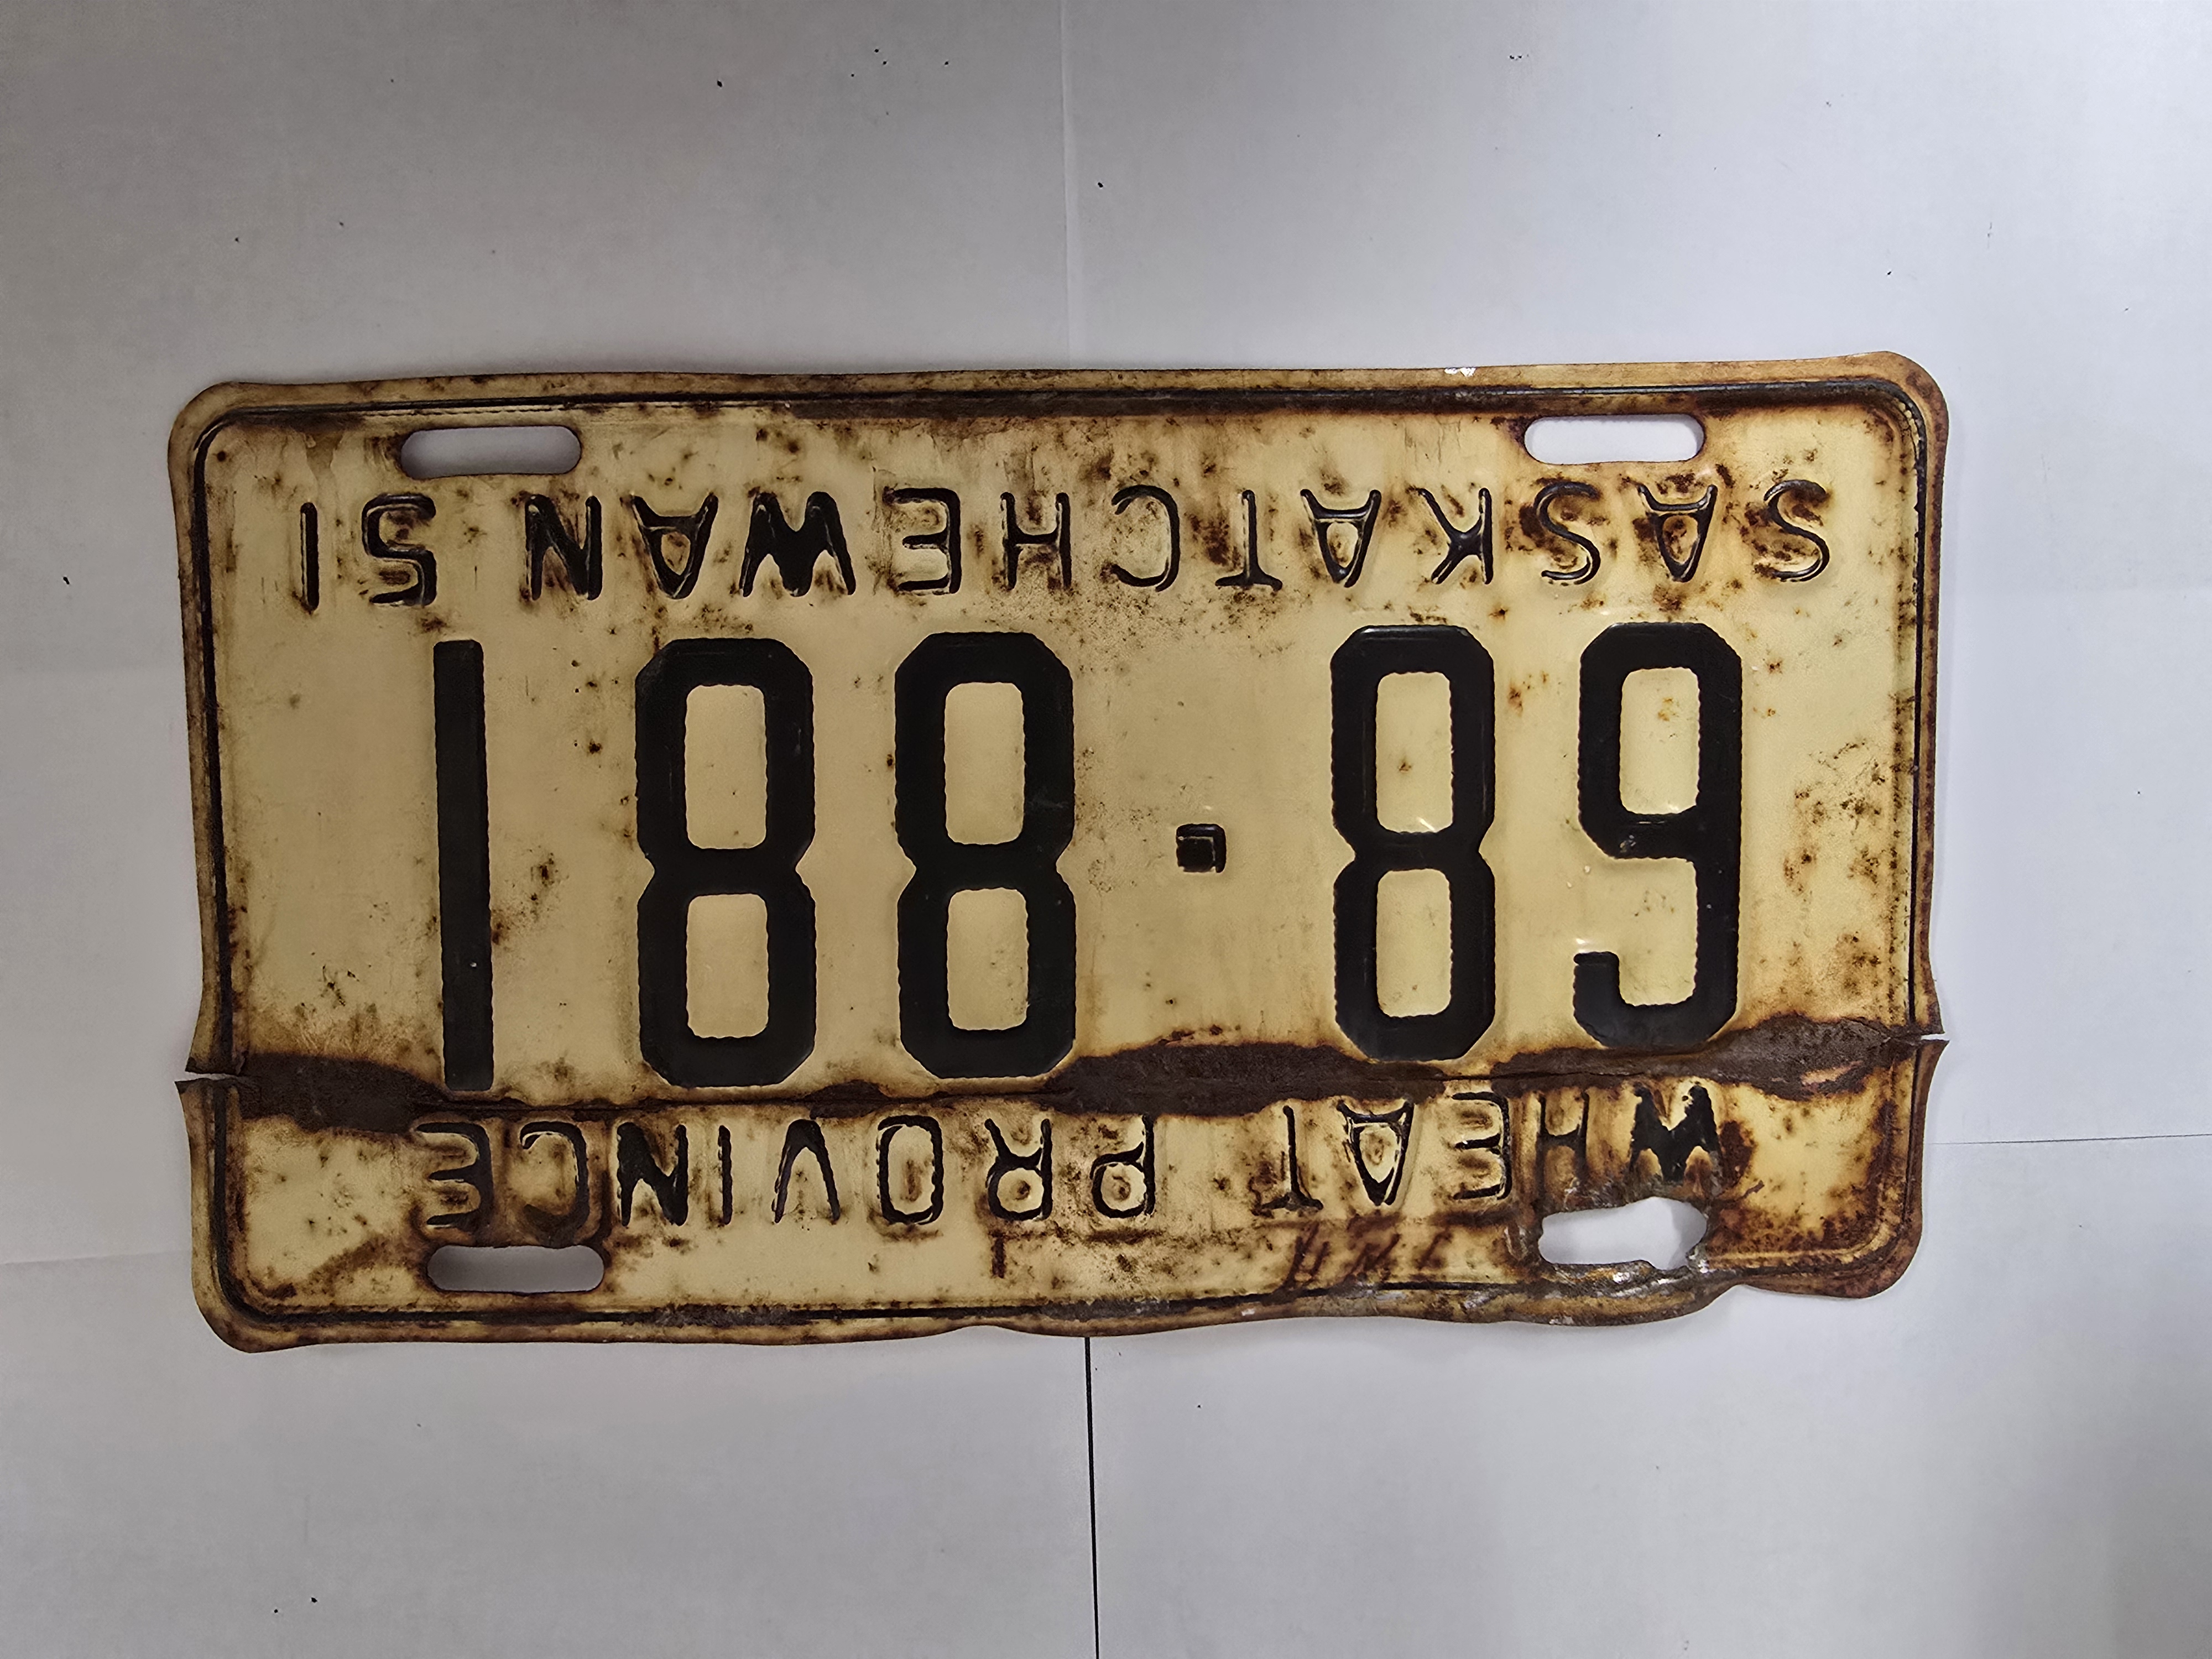 WHEAT PROVINCE
68·881
SASKATCHEWAN 51